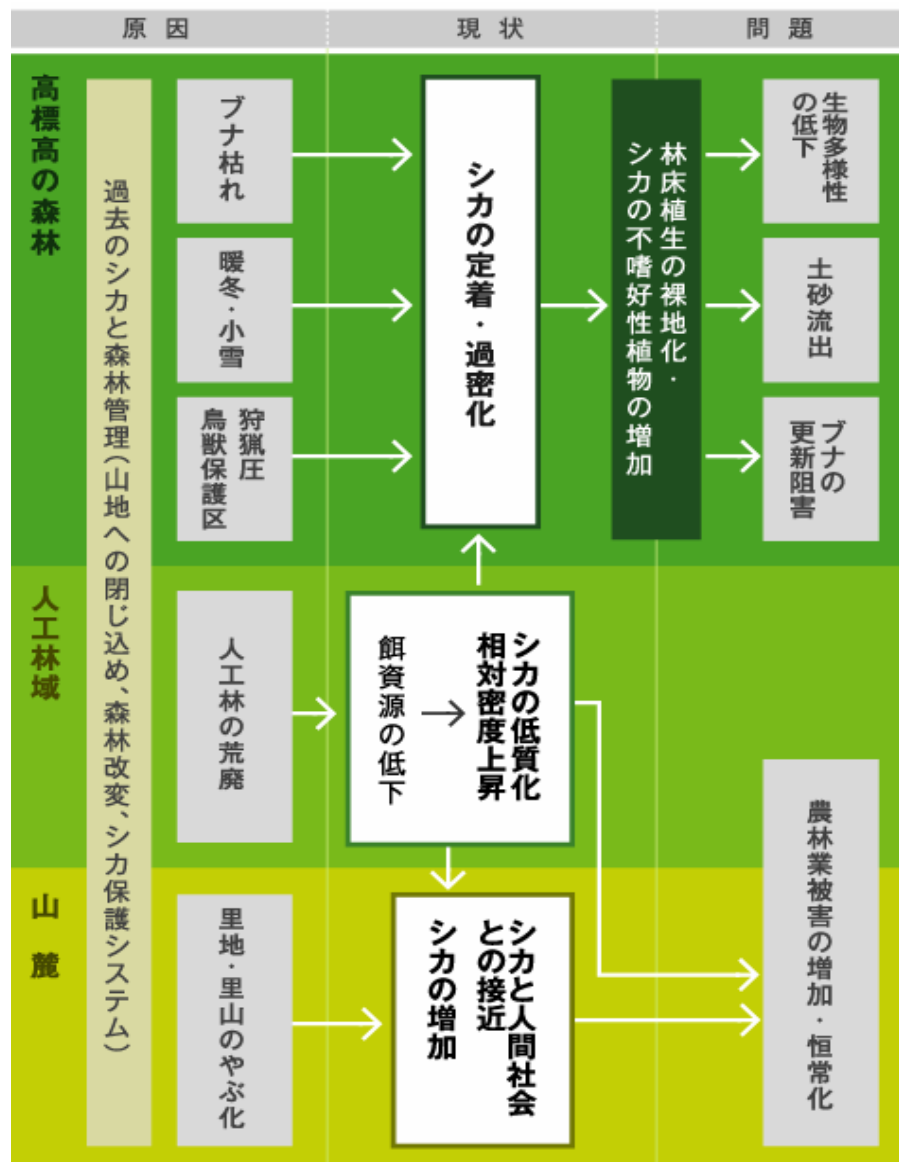 原因
現状
問題
高標高の森林
人工林域
山麓
過去のシカと森林管理（山地への閉じ込め、森林改変、シカ保護システム）
ブナ枯れ
暖冬・小雪
狩猟圧
鳥獣保護区
シカの定着・過密化
林床植生の裸地化・
シカの不嗜好性植物の増加
生物多様性
の低下
土砂流出
ブナの
更新阻害
人工林の荒廃
餌資源の低下
シカの低質化
相対密度上昇
里地・里山のやぶ化
シカと人間社会
との接近
シカの増加
農林業被害の増加・恒常化